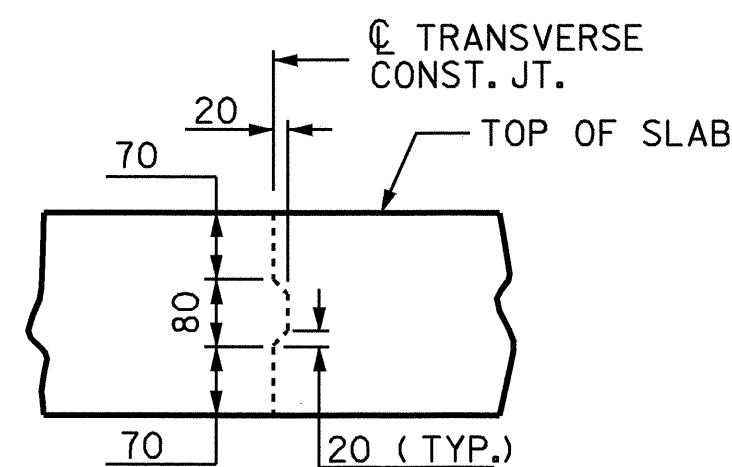 ℄ TRANSVERSE
CONST. JT.
20
TOP OF SLAB
70
80
70
20 (TYP.)